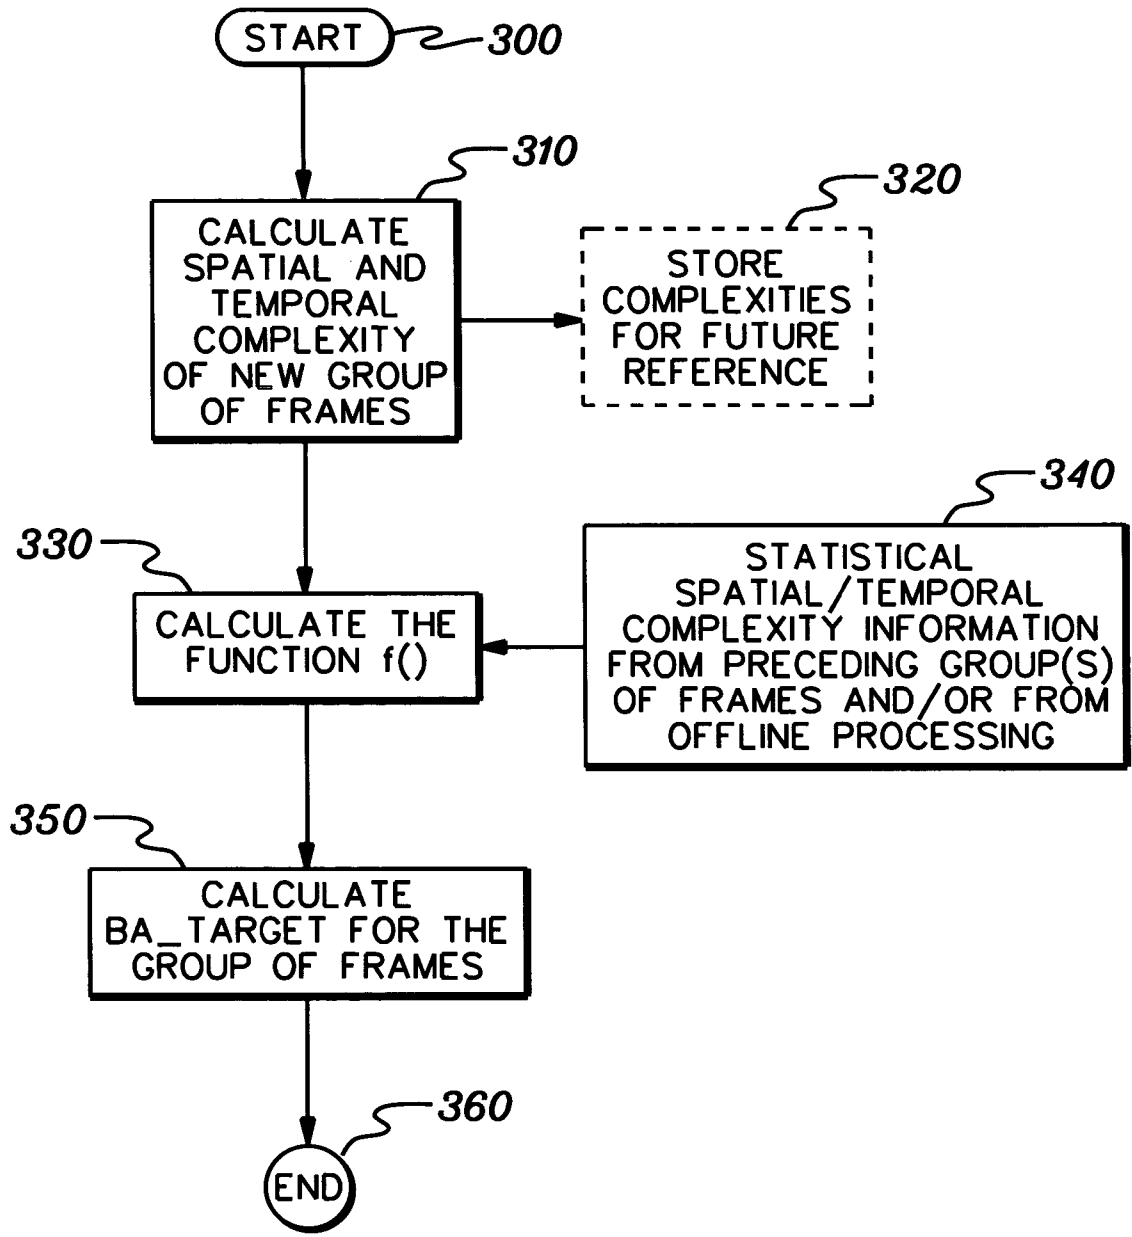 START
300
310
CALCULATE
SPATIAL AND
TEMPORAL
COMPLEXITY
OF NEW GROUP
OF FRAMES
320
STORE
COMPLEXITIES
FOR FUTURE
REFERENCE
330
CALCULATE THE
FUNCTION f()
340
STATISTICAL
SPATIAL/TEMPORAL
COMPLEXITY INFORMATION
FROM PRECEDING GROUP(S)
OF FRAMES AND/OR FROM
OFFLINE PROCESSING
350
CALCULATE
BA_TARGET FOR THE
GROUP OF FRAMES
360
END